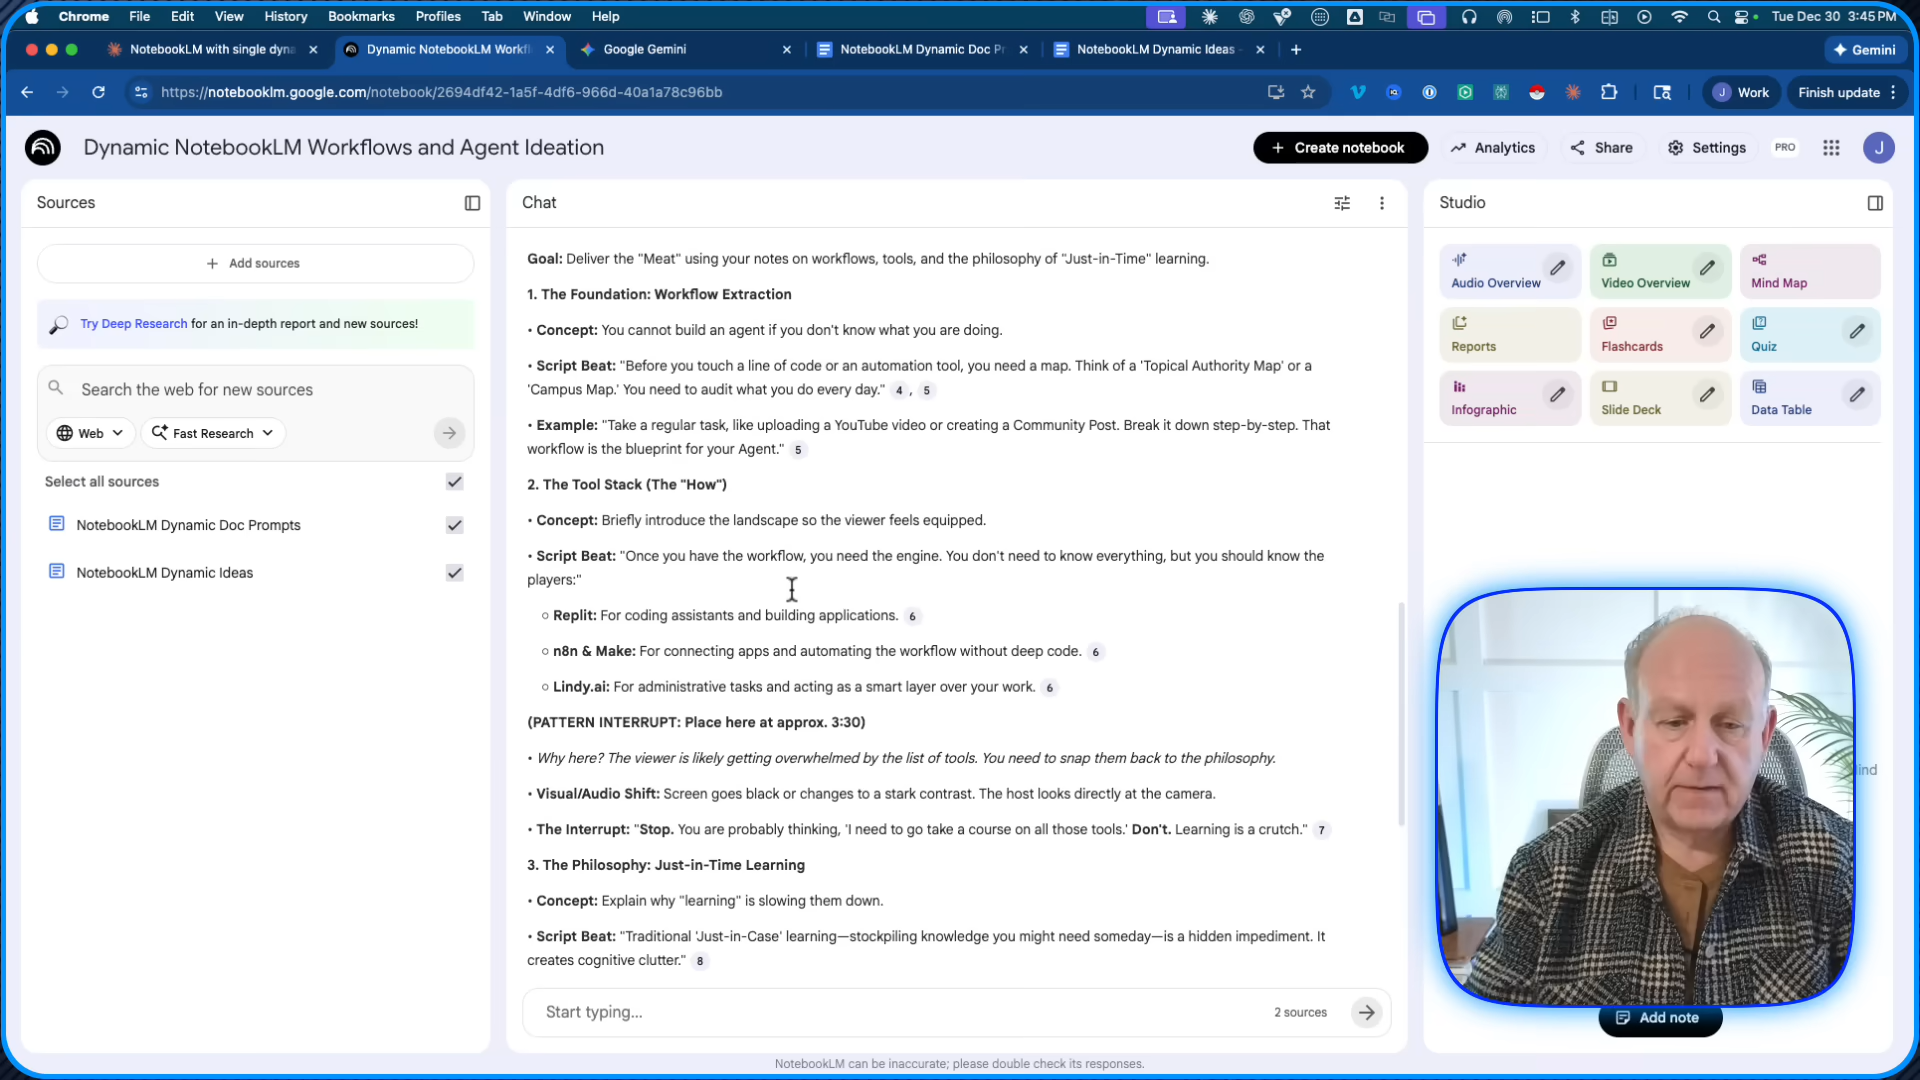 Chrome File Edit View History Bookmarks Profiles Tab Window Help Tue Dec 30 3:45 PM
NotebookLM with single dyna Dynamic NotebookLM Workfl Google Gemini NotebookLM Dynamic Doc Pr NotebookLM Dynamic Ideas Gemini
https://notebooklm.google.com/notebook/2694df42-1a5f-4df6-966d-40a1a78c96bb J Work Finish update
Dynamic NotebookLM Workflows and Agent Ideation + Create notebook Analytics Share Settings PRO J
Sources
+ Add sources
Try Deep Research for an in-depth report and new sources!
Search the web for new sources
Web Fast Research
Select all sources
NotebookLM Dynamic Doc Prompts
NotebookLM Dynamic Ideas
Chat
Goal: Deliver the "Meat" using your notes on workflows, tools, and the philosophy of "Just-in-Time" learning.
1. The Foundation: Workflow Extraction
• Concept: You cannot build an agent if you don't know what you are doing.
• Script Beat: "Before you touch a line of code or an automation tool, you need a map. Think of a 'Topical Authority Map' or a
'Campus Map.' You need to audit what you do every day." 4 , 5
• Example: "Take a regular task, like uploading a YouTube video or creating a Community Post. Break it down step-by-step. That
workflow is the blueprint for your Agent." 5
2. The Tool Stack (The "How")
• Concept: Briefly introduce the landscape so the viewer feels equipped.
• Script Beat: "Once you have the workflow, you need the engine. You don't need to know everything, but you should know the
players:"
○ Replit: For coding assistants and building applications. 6
○ n8n & Make: For connecting apps and automating the workflow without deep code. 6
○ Lindy.ai: For administrative tasks and acting as a smart layer over your work. 6
(PATTERN INTERRUPT: Place here at approx. 3:30)
• Why here? The viewer is likely getting overwhelmed by the list of tools. You need to snap them back to the philosophy.
• Visual/Audio Shift: Screen goes black or changes to a stark contrast. The host looks directly at the camera.
• The Interrupt: "Stop. You are probably thinking, 'I need to go take a course on all those tools.' Don't. Learning is a crutch." 7
3. The Philosophy: Just-in-Time Learning
• Concept: Explain why "learning" is slowing them down.
• Script Beat: "Traditional 'Just-in-Case' learning—stockpiling knowledge you might need someday—is a hidden impediment. It
creates cognitive clutter." 8
Start typing... 2 sources
NotebookLM can be inaccurate; please double check its responses.
Studio
Audio Overview Video Overview Mind Map
Reports Flashcards Quiz
Infographic Slide Deck Data Table
Add note